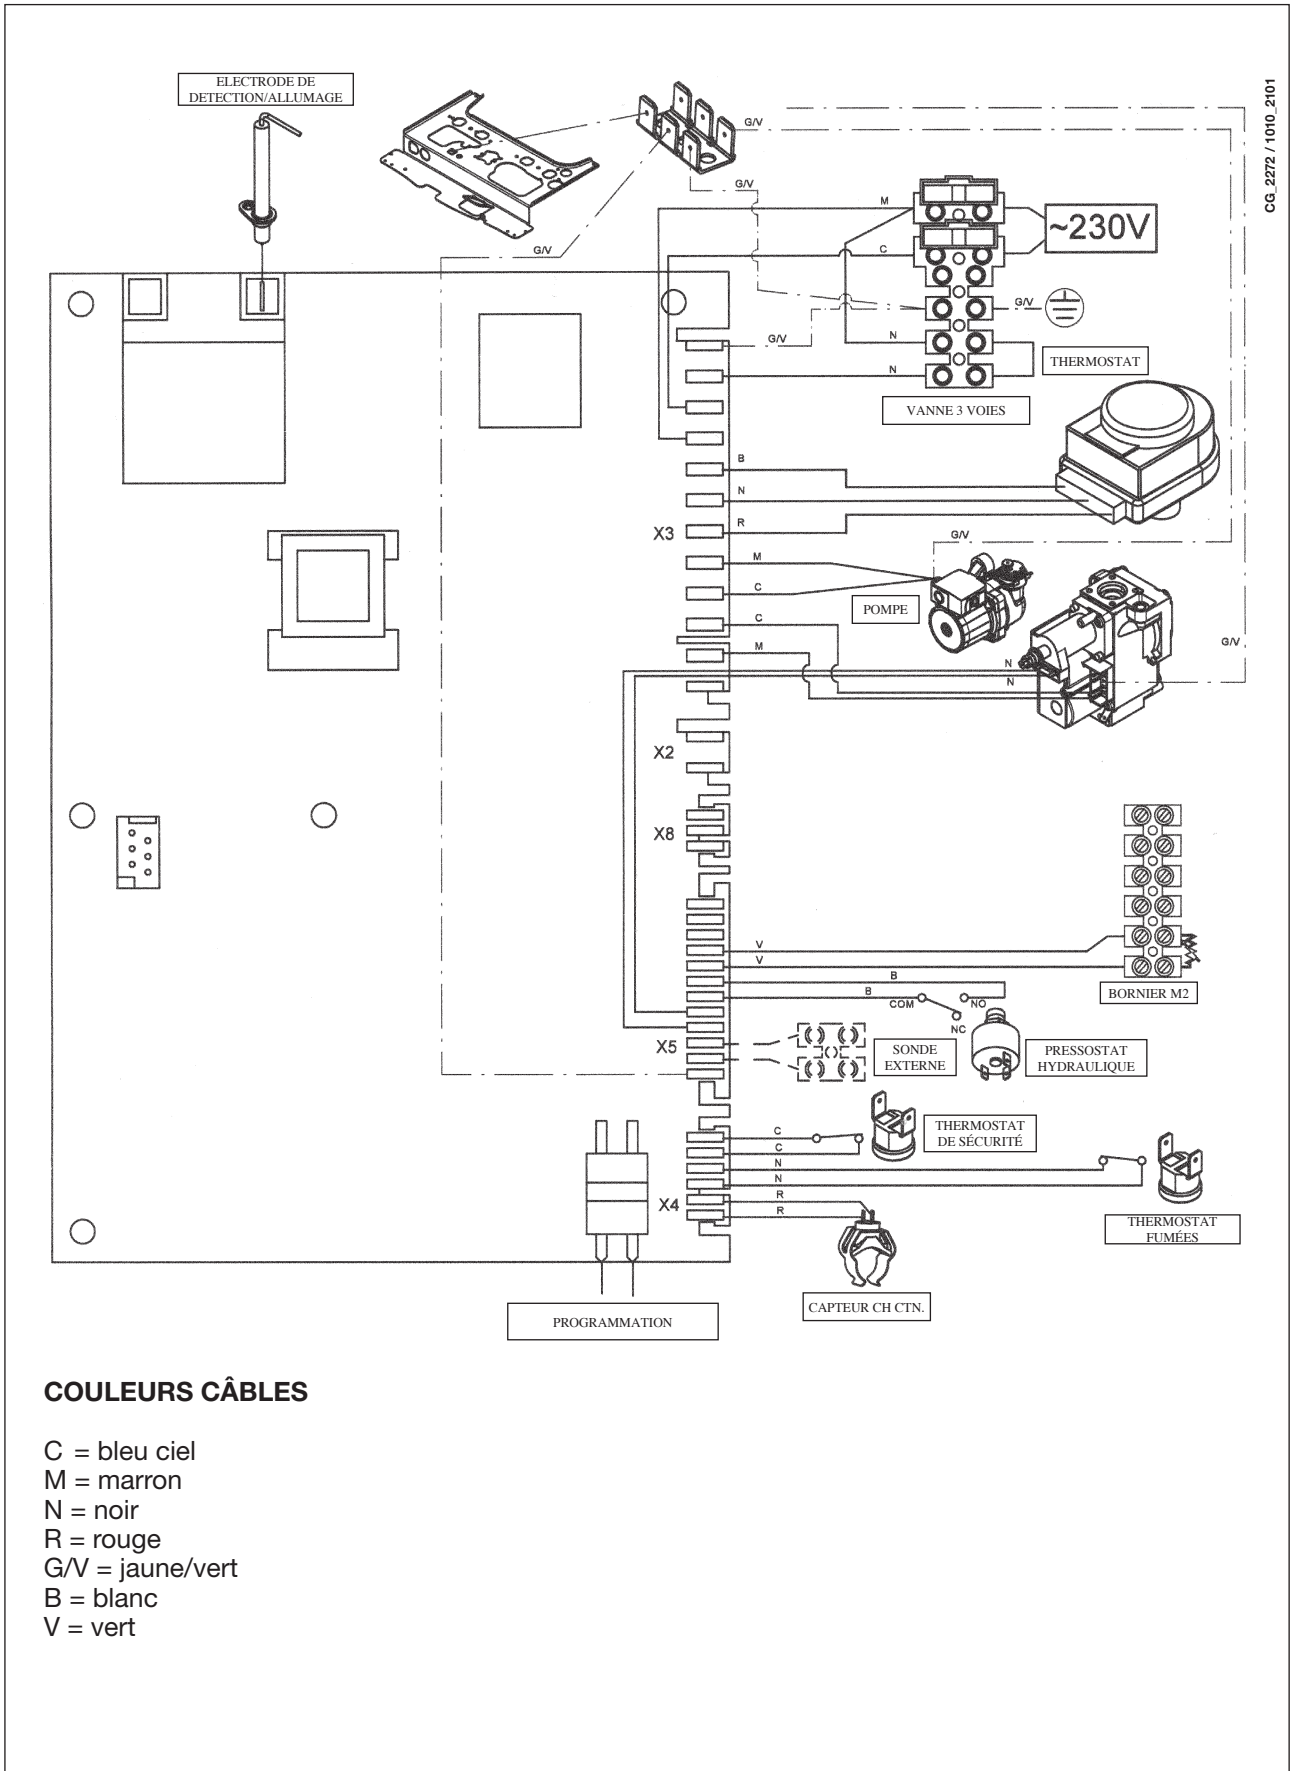 ELECTRODE DE
DETECTION/ALLUMAGE
CG_2272 / 1010_2101
G/V
G/V
G/V
M
~230V
C
G/V
G/V
N
THERMOSTAT
N
VANNE 3 VOIES
B
N
R
X3
G/V
M
POMPE
C
C
M
G/V
N
N
X2
X8
V
V
B
B
COM
NO
NC
BORNIER M2
X5
SONDE
EXTERNE
PRESSOSTAT
HYDRAULIQUE
C
C
THERMOSTAT
DE SÉCURITÉ
N
N
X4
R
R
THERMOSTAT
FUMÉES
CAPTEUR CH CTN.
PROGRAMMATION
COULEURS CÂBLES
C = bleu ciel
M = marron
N = noir
R = rouge
G/V = jaune/vert
B = blanc
V = vert